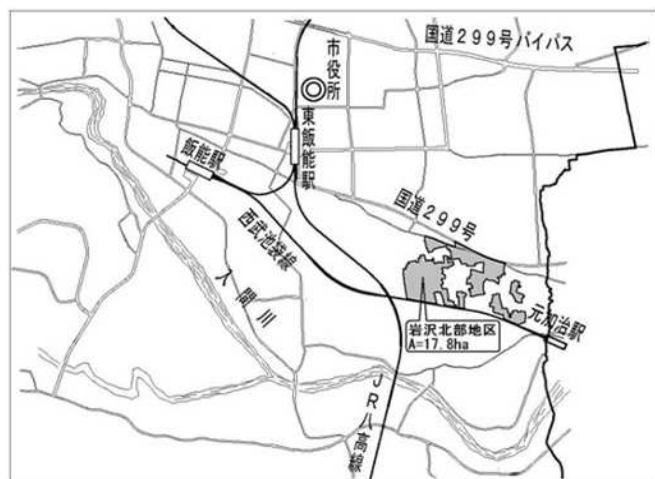 国道299号バイパス
市役所
東飯能駅
飯能駅
国道299号
西武池袋線
入間川
元加治駅
岩沢北部地区
A=17.8ha
JR八高線